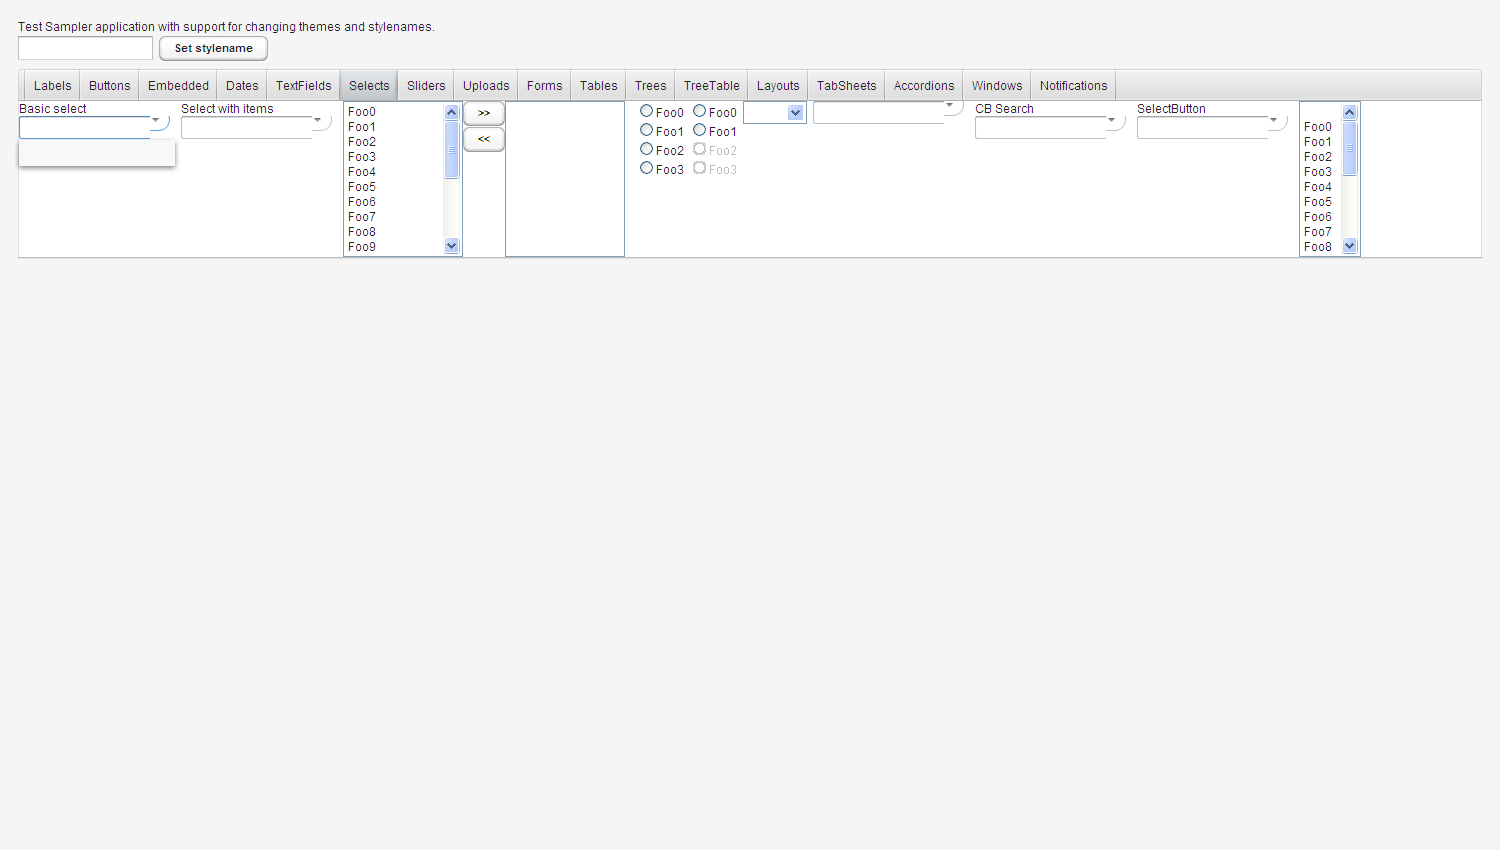 Test Sampler application with support for changing themes and stylenames.
Set stylename
Labels Buttons Embedded Dates TextFields Selects Sliders Uploads Forms Tables Trees TreeTable Layouts TabSheets Accordions Windows Notifications
Basic select
Select with items
Foo0
Foo1
Foo2
Foo3
Foo4
Foo5
Foo6
Foo7
Foo8
Foo9
>>
<<
Foo0
Foo1
Foo2
Foo3
Foo0
Foo1
Foo2
Foo3
CB Search
SelectButton
Foo0
Foo1
Foo2
Foo3
Foo4
Foo5
Foo6
Foo7
Foo8